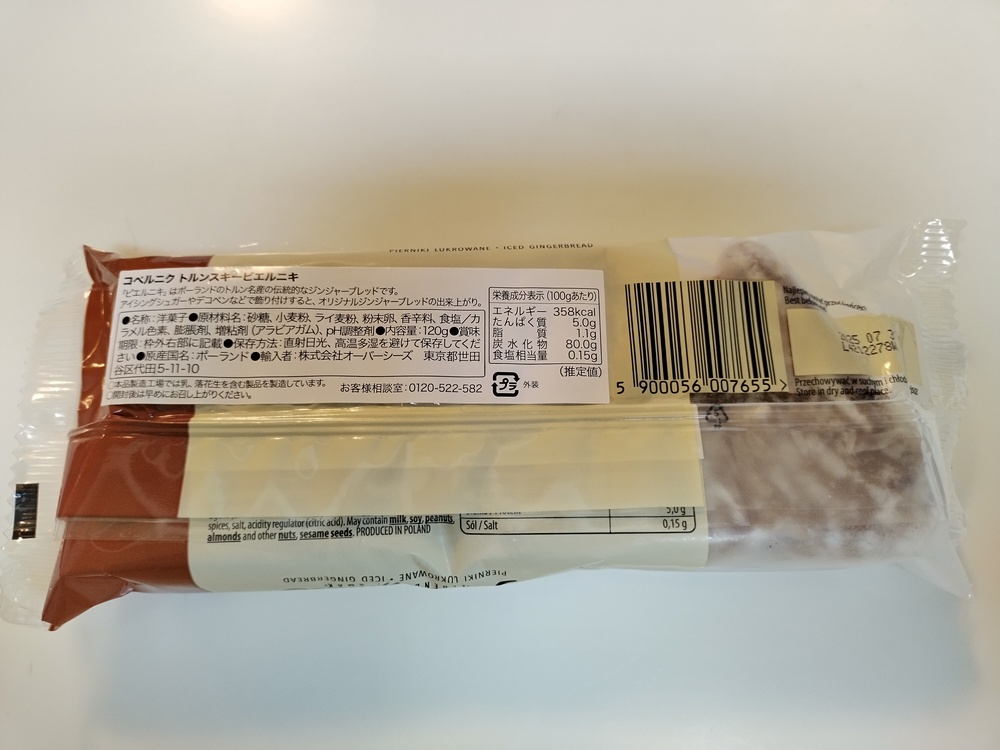 PIERNIKI LUKROWANE • ICED GINGERBREAD
コペルニク トルンスキーピエルニキ
「ピエルニキ」はポーランドのトルン名産の伝統的なジンジャーブレッドです。
アイシングシュガーやデコペンなどで飾り付けすると、オリジナルジンジャーブレッドの出来上がり。
●名称:洋菓子●原材料名:砂糖、小麦粉、ライ麦粉、粉末卵、香辛料、食塩/カ
ラメル色素、膨脹剤、増粘剤(アラビアガム)、pH調整剤●内容量:120g●賞味
期限:枠外右部に記載●保存方法:直射日光、高温多湿を避けて保存してくだ
さい●原産国名:ポーランド●輸入者:株式会社オーバーシーズ 東京都世田
谷区代田5-11-10
○本品製造工場では乳、落花生を含む製品を製造しています。
○開封後は早めにお召し上がりください。
お客様相談室:0120-522-582
栄養成分表示(100gあたり)
エネルギー 358kcal
たんぱく質 5.0g
脂質 1.1g
炭水化物 80.0g
食塩相当量 0.15g
(推定値)
プラ 外装
5 900056 007655 >
Best
07
Przechowywać w suchym i
Store in dry and cool place
spices, salt, acidity regulator (citric acid). May contain milk, soy, peanuts,
almonds and other nuts, sesame seeds. PRODUCED IN POLAND
5,0 g
Sól / Salt 0,15 g
PIERNIKI LUKROWANE • ICED GINGERBREAD